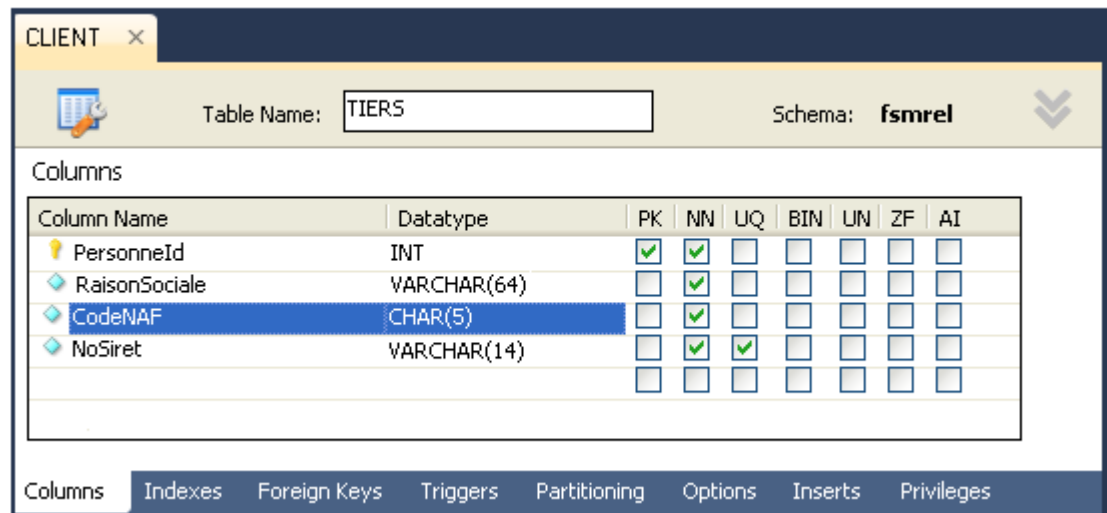 CLIENT ×
Table Name: TIERS Schema: fsmrel
Columns
Column Name Datatype PK NN UQ BIN UN ZF AI
PersonneId INT
RaisonSociale VARCHAR(64)
CodeNAF CHAR(5)
NoSiret VARCHAR(14)
Columns Indexes Foreign Keys Triggers Partitioning Options Inserts Privileges